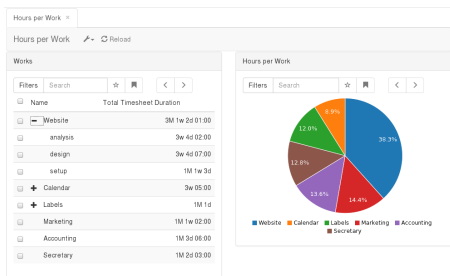 Hours per Work ×
Hours per Work Reload
Works
Filters Search
Name Total Timesheet Duration
Website 3M 1w 2d 01:00
analysis 3w 4d 02:00
design 3w 4d 07:00
setup 1M 1w 3d
Calendar 3w 05:00
Labels 1M 1d
Marketing 1M 1w 02:00
Accounting 1M 3d 06:00
Secretary 1M 2d 03:00
Hours per Work
Filters Search
8.9%
12.0%
38.3%
12.8%
13.6%
14.4%
Website Calendar Labels Marketing Accounting
Secretary